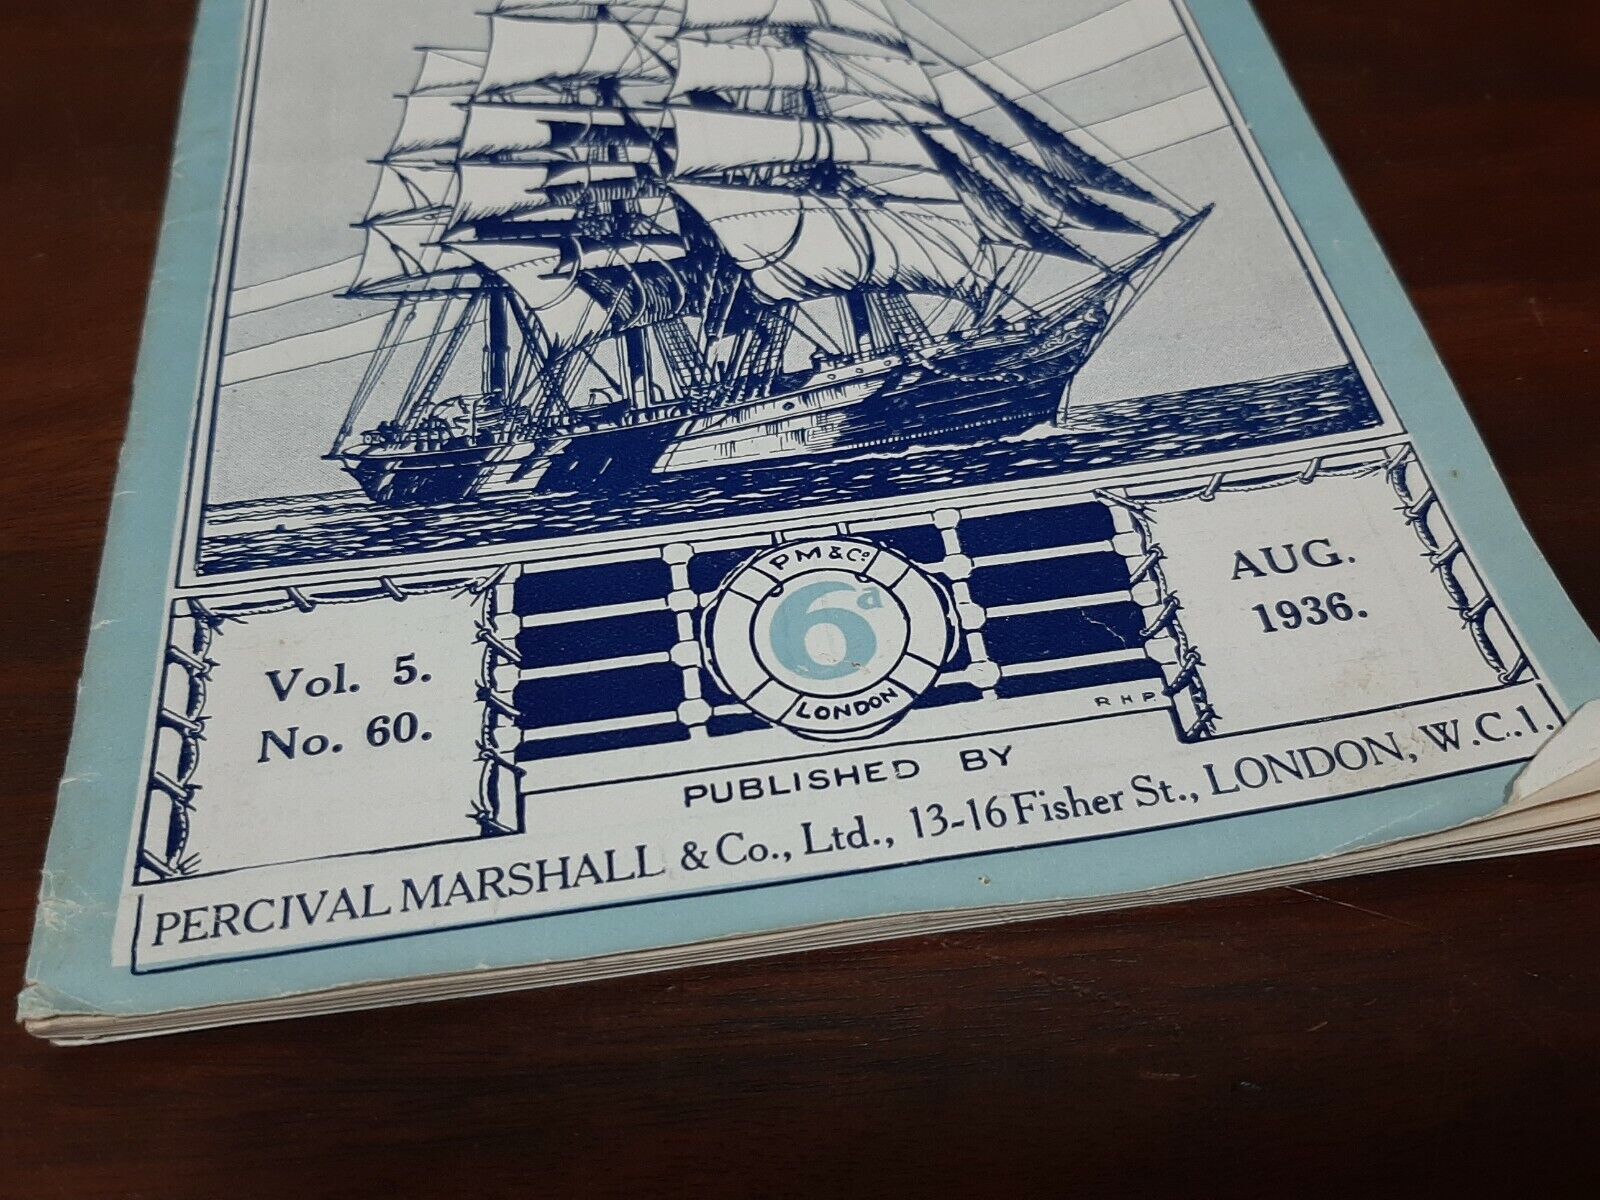 P M & Co.
6d
LONDON
Vol. 5.
No. 60.
AUG.
1936.
R H P.
PUBLISHED BY
PERCIVAL MARSHALL & Co., Ltd., 13-16 Fisher St., LONDON, W.C.1.